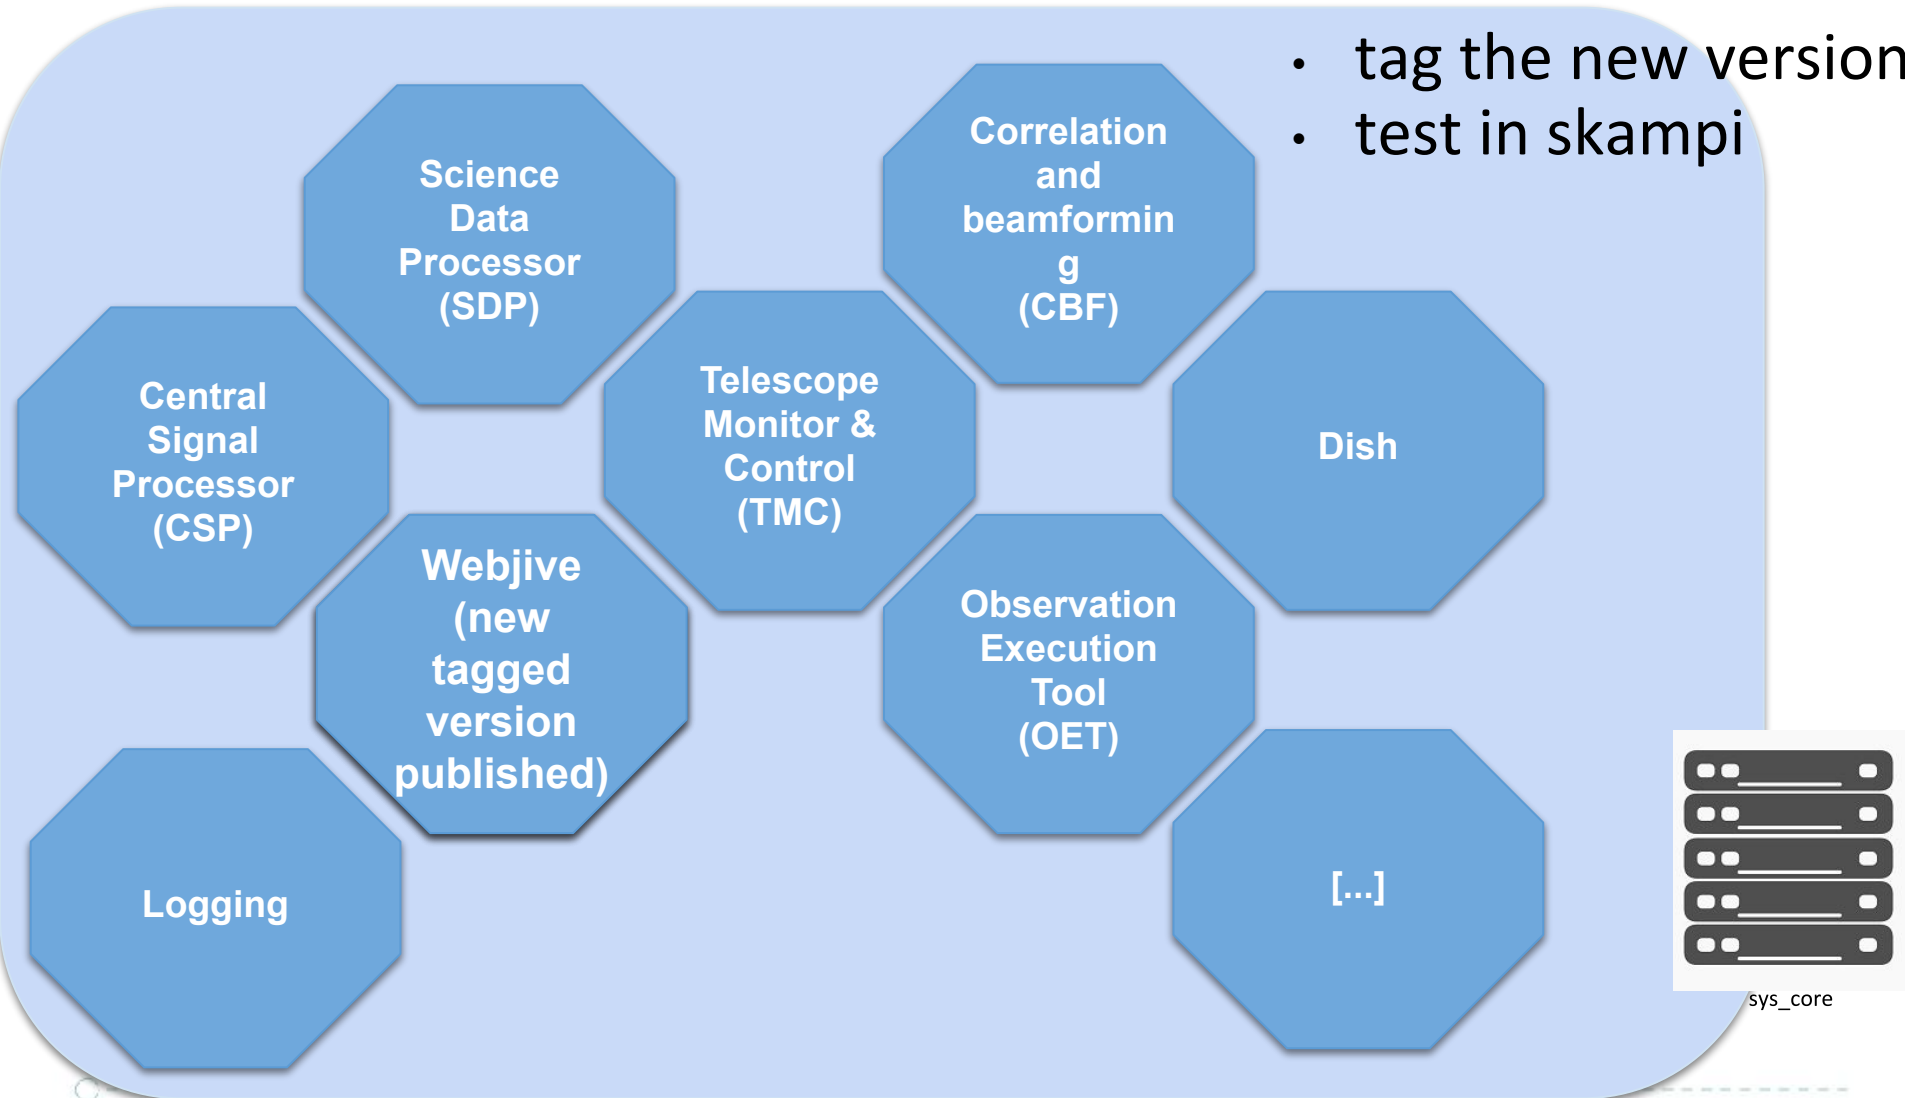 • tag the new version
• test in skampi
Science
Data
Processor
(SDP)
Correlation
and
beamformin
g
(CBF)
Central
Signal
Processor
(CSP)
Telescope
Monitor &
Control
(TMC)
Dish
Webjive
(new
tagged
version
published)
Observation
Execution
Tool
(OET)
Logging
[...]
sys_core